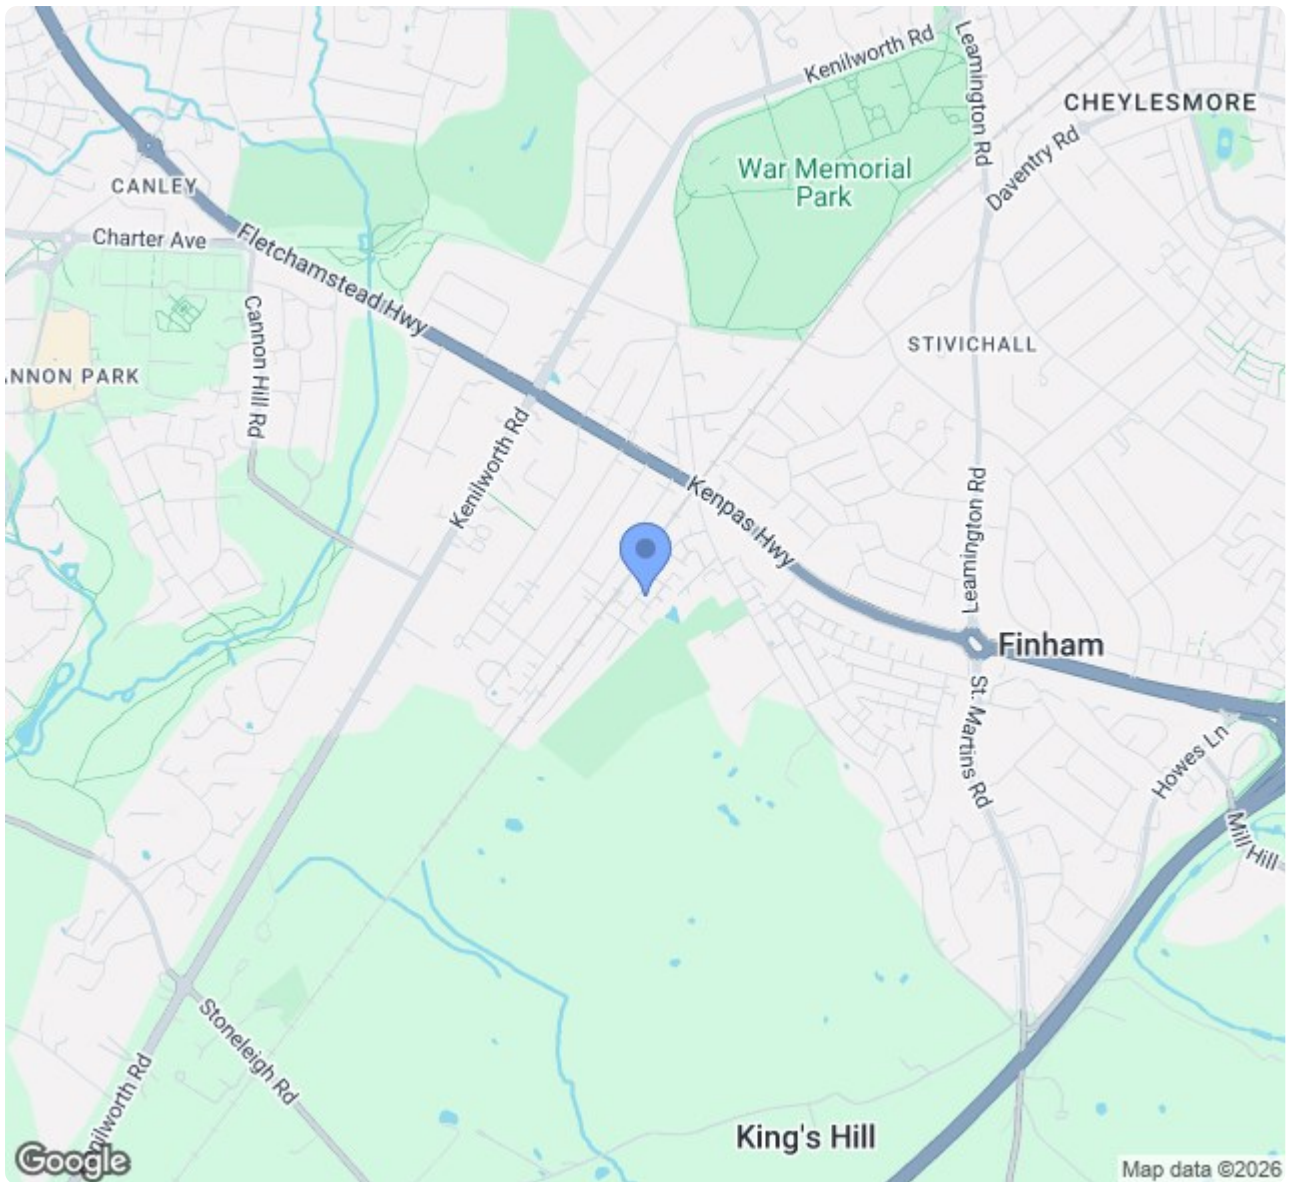 Kenilworth Rd
Leamington Rd
CHEYLESMORE
Daventry Rd
War Memorial
Park
CANLEY
Charter Ave
Fletchamstead Hwy
Cannon Hill Rd
STIVICHALL
ANNON PARK
Kenilworth Rd
Kenpas Hwy
Leamington Rd
Finham
St. Martins Rd
Howes Ln
Mill Hill
Stoneleigh Rd
enilworth Rd
King's Hill
Google
Map data ©2026